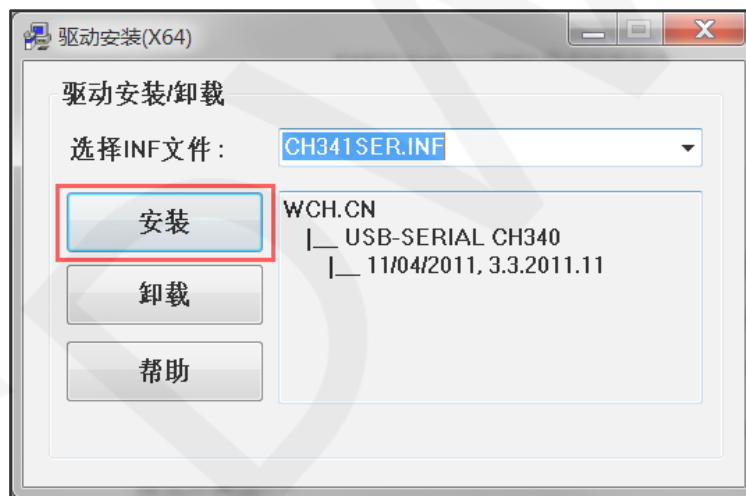 驱动安装(X64)
驱动安装/卸载
选择INF文件：
CH341SER.INF
安装
WCH.CN
|__ USB-SERIAL CH340
|__ 11/04/2011, 3.3.2011.11
卸载
帮助